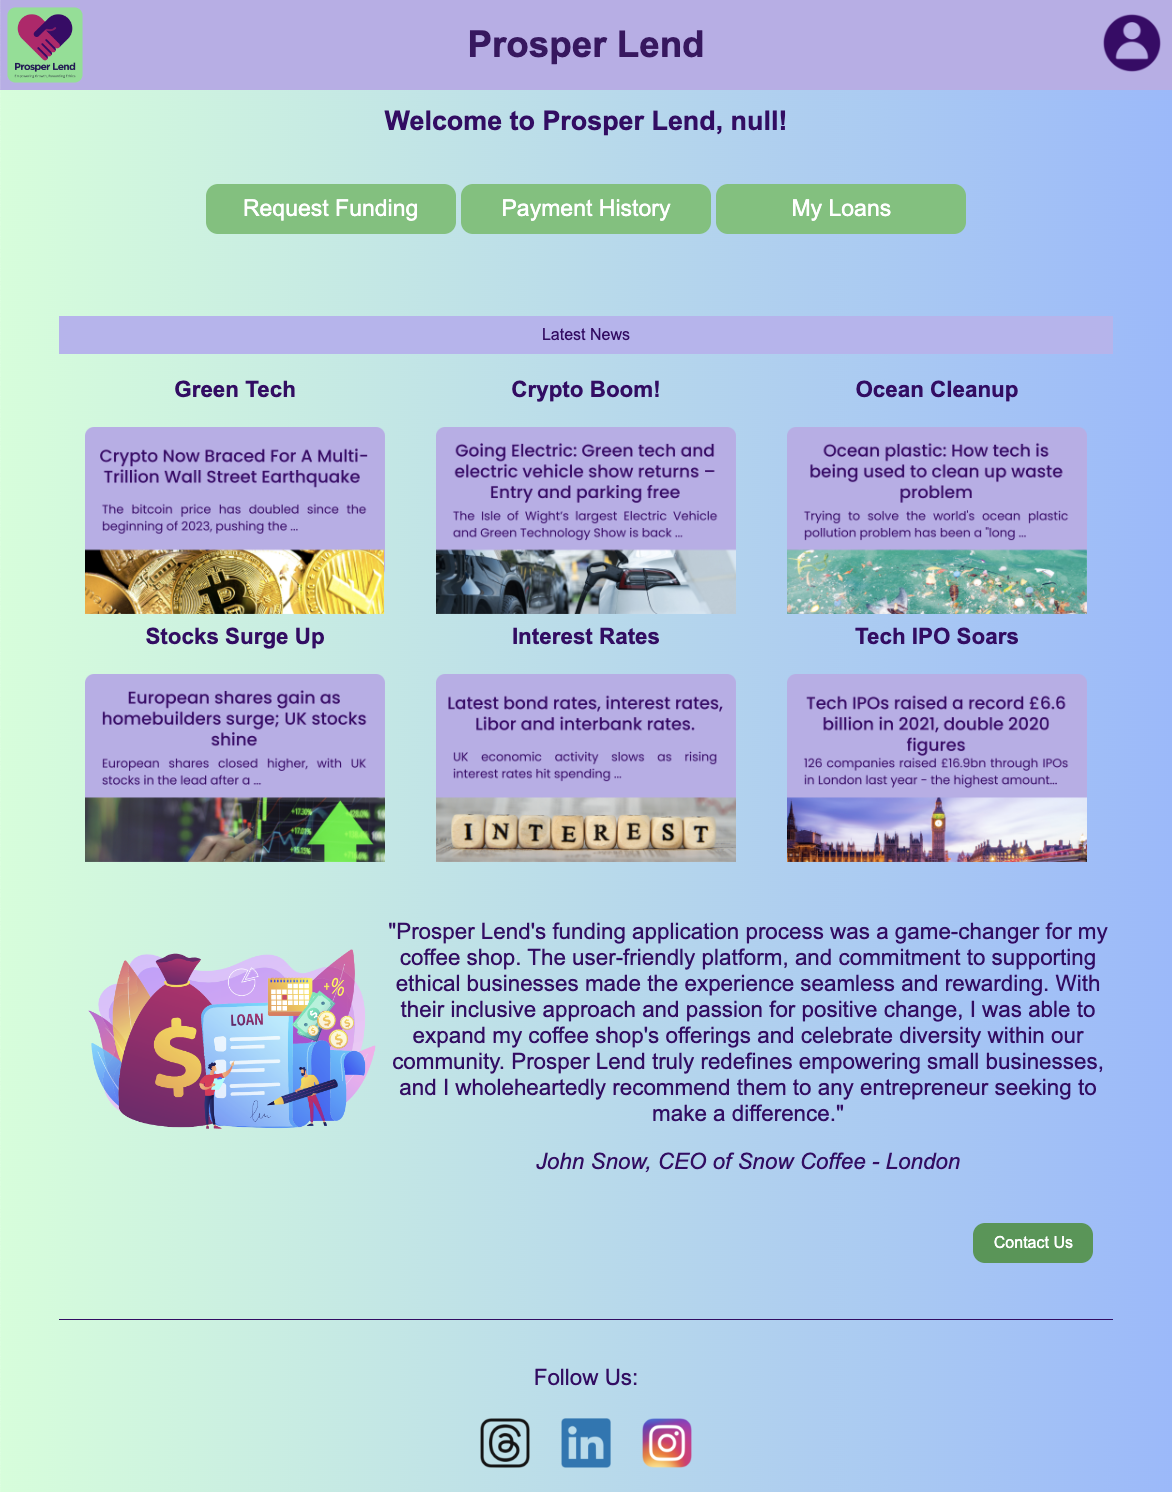 Prosper Lend
Prosper Lend
Welcome to Prosper Lend, null!
Request Funding
Payment History
My Loans
Latest News
Green Tech
Crypto Boom!
Ocean Cleanup
Crypto Now Braced For A Multi-
Trillion Wall Street Earthquake
The bitcoin price has doubled since the
beginning of 2023, pushing the ...
Going Electric: Green tech and
electric vehicle show returns –
Entry and parking free
The Isle of Wight's largest Electric Vehicle
and Green Technology Show is back ...
Ocean plastic: How tech is
being used to clean up waste
problem
Trying to solve the world's ocean plastic
pollution problem has been a "long ...
Stocks Surge Up
Interest Rates
Tech IPO Soars
European shares gain as
homebuilders surge; UK stocks
shine
European shares closed higher, with UK
stocks in the lead after a ...
Latest bond rates, interest rates,
Libor and interbank rates.
UK economic activity slows as rising
interest rates hit spending ...
INTEREST
Tech IPOs raised a record £6.6
billion in 2021, double 2020
figures
126 companies raised £16.9bn through IPOs
in London last year - the highest amount...
LOAN
"Prosper Lend's funding application process was a game-changer for my
coffee shop. The user-friendly platform, and commitment to supporting
ethical businesses made the experience seamless and rewarding. With
their inclusive approach and passion for positive change, I was able to
expand my coffee shop's offerings and celebrate diversity within our
community. Prosper Lend truly redefines empowering small businesses,
and I wholeheartedly recommend them to any entrepreneur seeking to
make a difference."
John Snow, CEO of Snow Coffee - London
Contact Us
Follow Us:
in